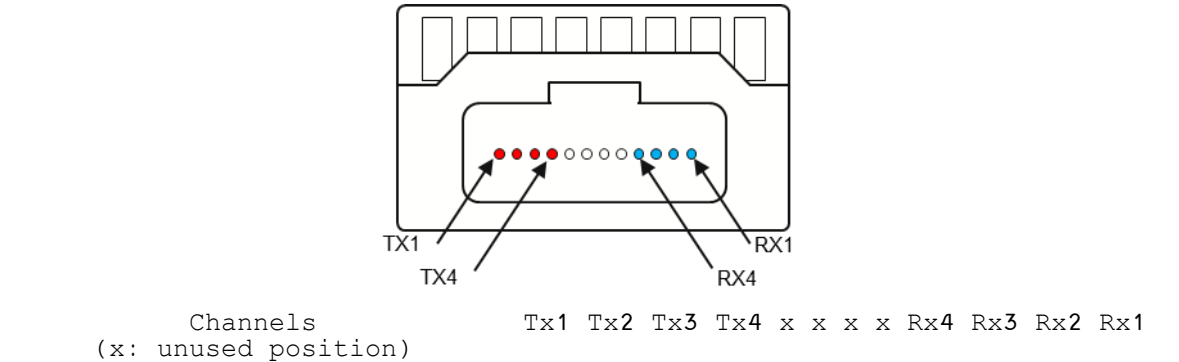 TX1
RX1
TX4
RX4
Channels Tx1 Tx2 Tx3 Tx4 x x x x Rx4 Rx3 Rx2 Rx1
(x: unused position)